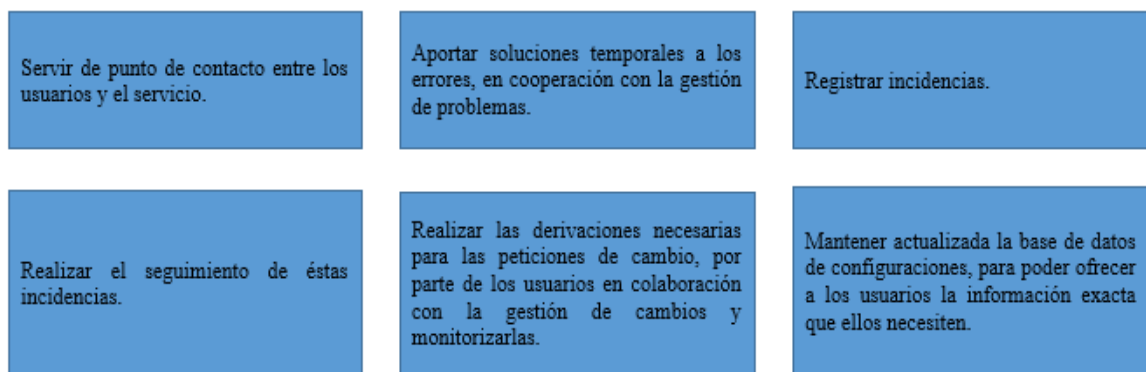 Servir de punto de contacto entre los
usuarios y el servicio.
Aportar soluciones temporales a los
errores, en cooperación con la gestión
de problemas.
Registrar incidencias.
Realizar el seguimiento de éstas
incidencias.
Realizar las derivaciones necesarias
para las peticiones de cambio, por
parte de los usuarios en colaboración
con la gestión de cambios y
monitorizarlas.
Mantener actualizada la base de datos
de configuraciones, para poder ofrecer
a los usuarios la información exacta
que ellos necesiten.